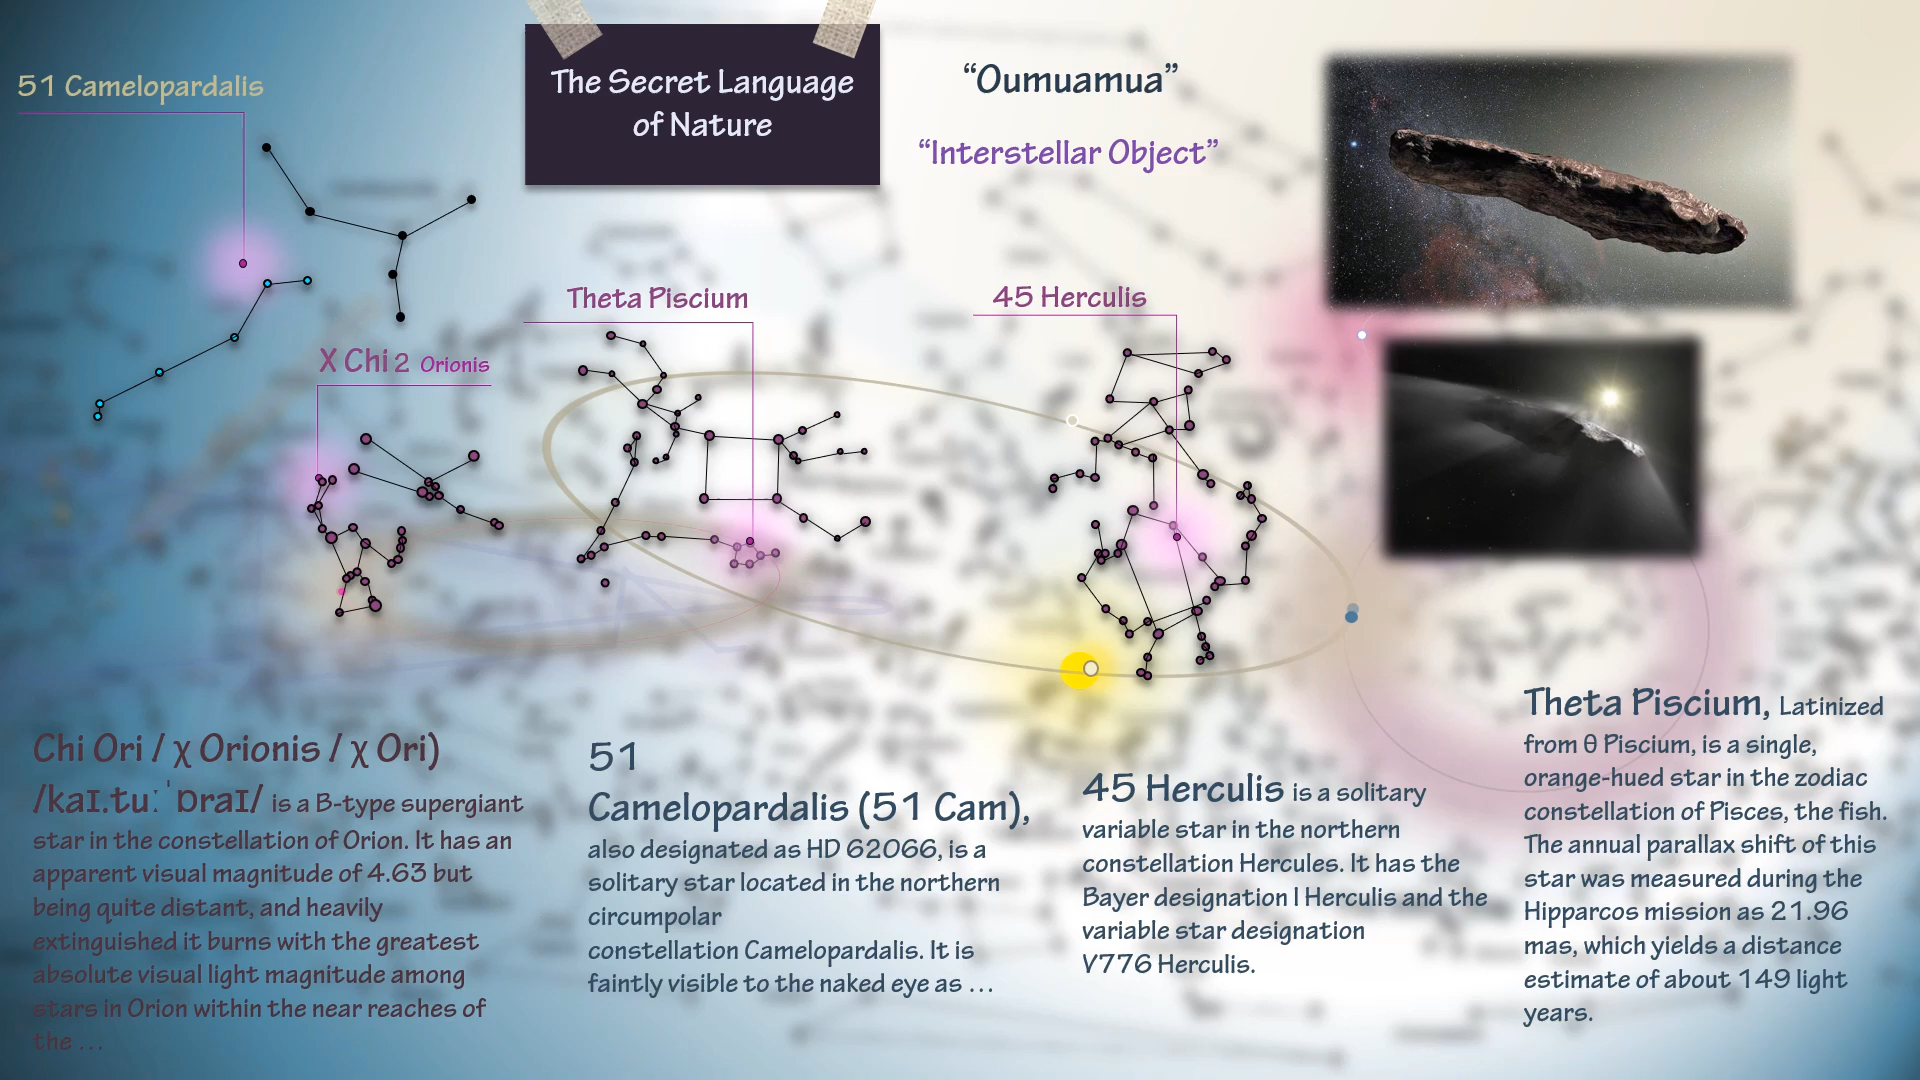 51 Camelopardalis
The Secret Language
of Nature
“Oumuamua”
“Interstellar Object”
Theta Piscium
45 Herculis
X Chi 2 Orionis
Chi Ori / χ Orionis / χ Ori)
/kaɪ.tuː ˈɒraɪ/ is a B-type supergiant
star in the constellation of Orion. It has an
apparent visual magnitude of 4.63 but
being quite distant, and heavily
extinguished it burns with the greatest
absolute visual light magnitude among
stars in Orion within the near reaches of
the …
51
Camelopardalis (51 Cam),
also designated as HD 62066, is a
solitary star located in the northern
circumpolar
constellation Camelopardalis. It is
faintly visible to the naked eye as …
45 Herculis is a solitary
variable star in the northern
constellation Hercules. It has the
Bayer designation l Herculis and the
variable star designation
V776 Herculis.
Theta Piscium, Latinized
from θ Piscium, is a single,
orange-hued star in the zodiac
constellation of Pisces, the fish.
The annual parallax shift of this
star was measured during the
Hipparcos mission as 21.96
mas, which yields a distance
estimate of about 149 light
years.